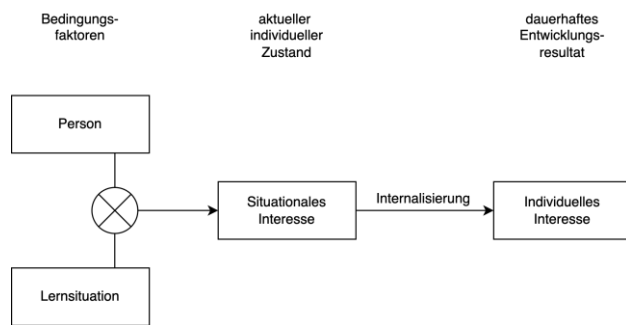 Bedingungs-
faktoren
aktueller
individueller
Zustand
dauerhaftes
Entwicklungs-
resultat
Person
Situationales
Interesse
Internalisierung
Individuelles
Interesse
Lernsituation